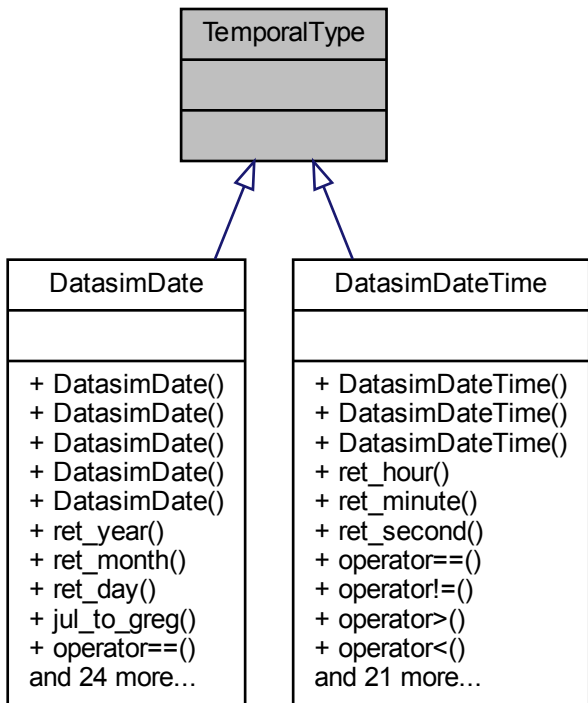 TemporalType
DatasimDate
+ DatasimDate()
+ DatasimDate()
+ DatasimDate()
+ DatasimDate()
+ DatasimDate()
+ ret_year()
+ ret_month()
+ ret_day()
+ jul_to_greg()
+ operator==()
and 24 more...
DatasimDateTime
+ DatasimDateTime()
+ DatasimDateTime()
+ DatasimDateTime()
+ ret_hour()
+ ret_minute()
+ ret_second()
+ operator==()
+ operator!=()
+ operator>()
+ operator<()
and 21 more...